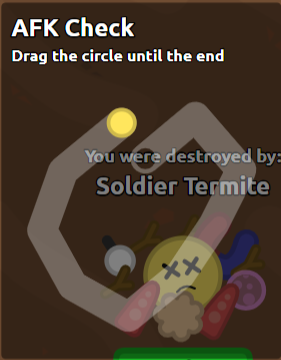 AFK Check
Drag the circle until the end
You were destroyed by:
Soldier Termite